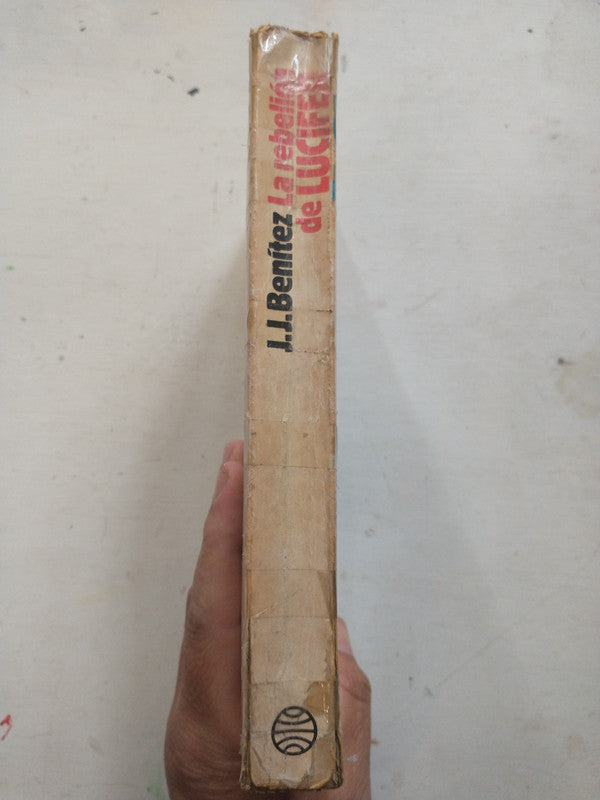 J.J. Benítez
La rebelión
de LUCIFER